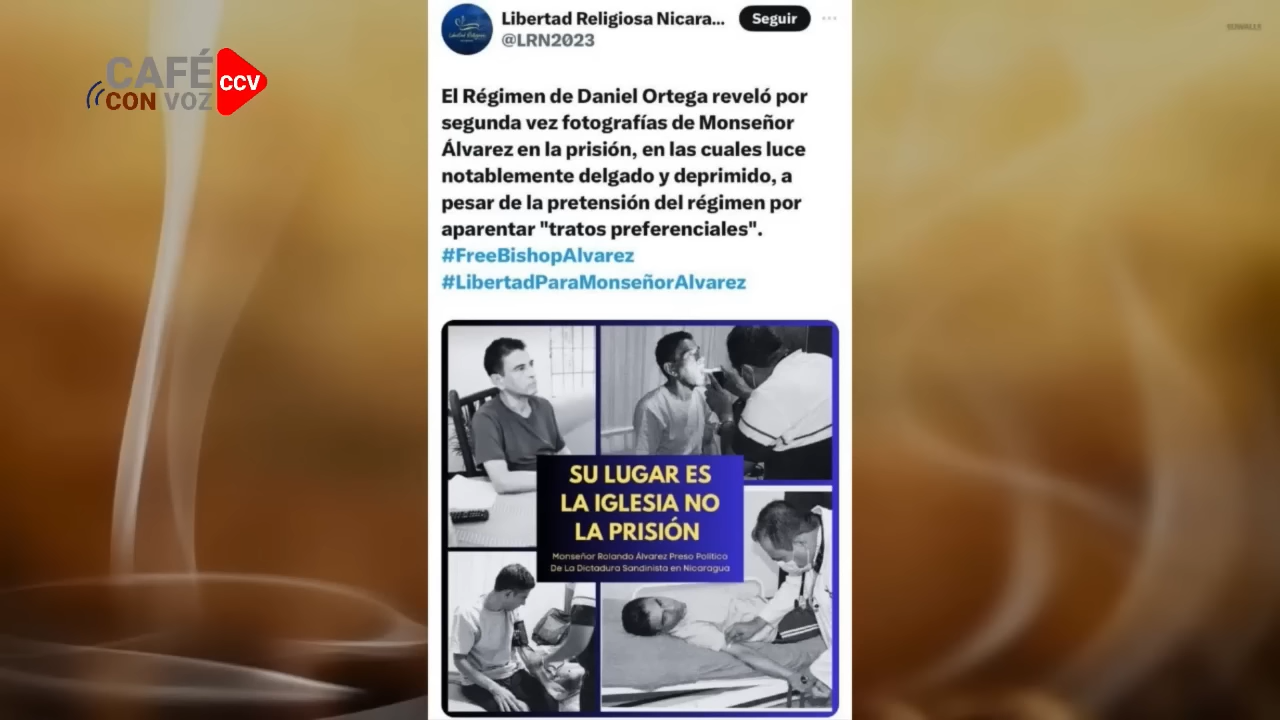 CAFÉ
CON VOZ
CCV
Libertad Religiosa Nicara...
@LRN2023
Seguir
El Régimen de Daniel Ortega reveló por
segunda vez fotografías de Monseñor
Álvarez en la prisión, en las cuales luce
notablemente delgado y deprimido, a
pesar de la pretensión del régimen por
aparentar "tratos preferenciales".
#FreeBishopAlvarez
#LibertadParaMonseñorAlvarez
SU LUGAR ES
LA IGLESIA NO
LA PRISIÓN
Monseñor Rolando Álvarez Preso Político
De La Dictadura Sandinista en Nicaragua